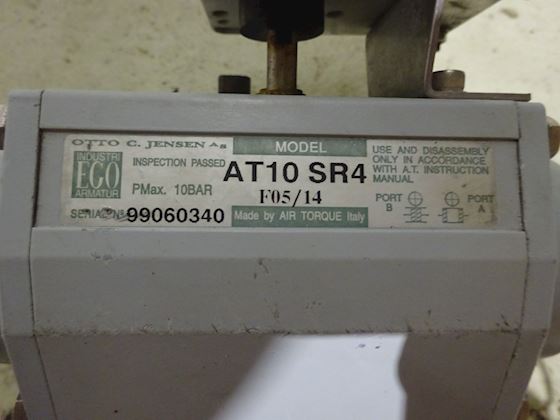 OTTO C. JENSEN A/S
INDUSTRI
EGO
ARMATUR
INSPECTION PASSED
PMax. 10BAR
SERIAL N°
99060340
MODEL
AT10 SR4
F05/14
Made by AIR TORQUE Italy
USE AND DISASSEMBLY
ONLY IN ACCORDANCE
WITH A.T. INSTRUCTION
MANUAL
PORT
B
PORT
A